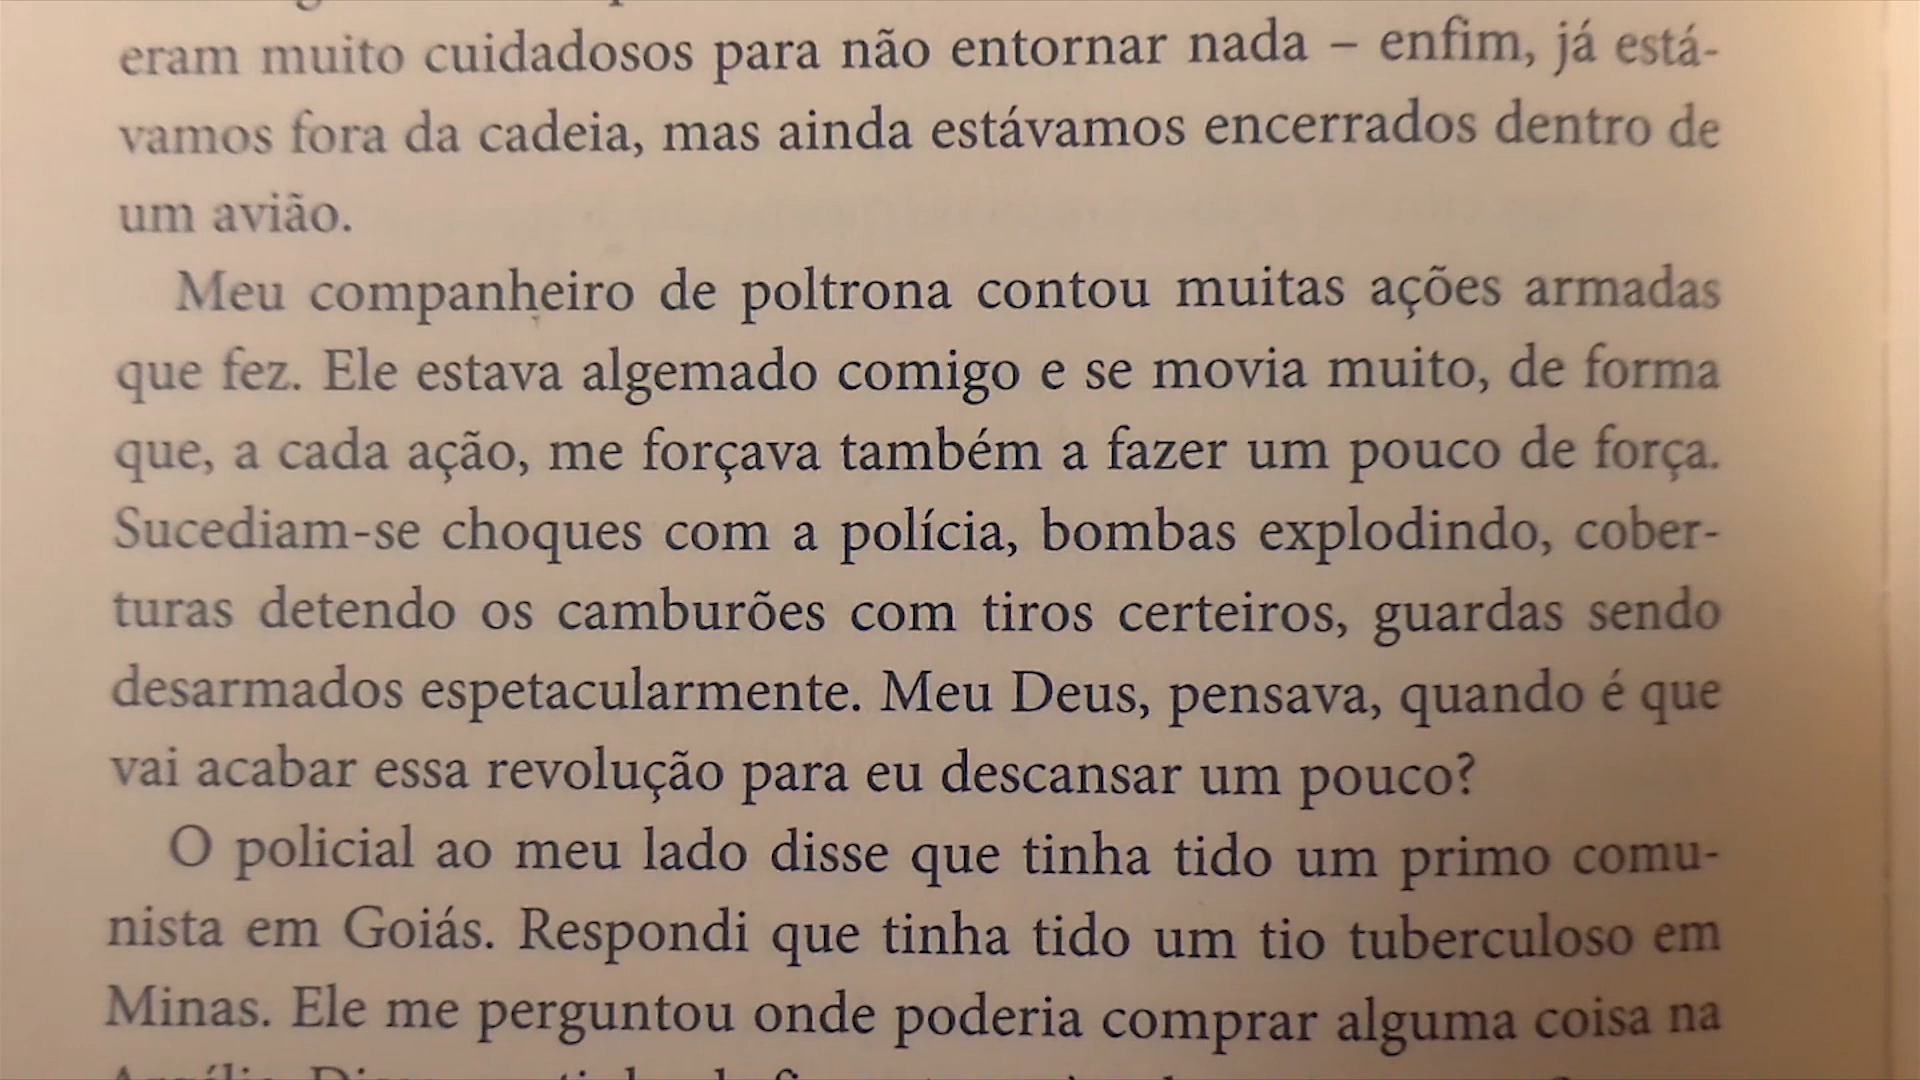 eram muito cuidadosos para não entornar nada – enfim, já está-
vamos fora da cadeia, mas ainda estávamos encerrados dentro de
um avião.
Meu companheiro de poltrona contou muitas ações armadas
que fez. Ele estava algemado comigo e se movia muito, de forma
que, a cada ação, me forçava também a fazer um pouco de força.
Sucediam-se choques com a polícia, bombas explodindo, cober-
turas detendo os camburões com tiros certeiros, guardas sendo
desarmados espetacularmente. Meu Deus, pensava, quando é que
vai acabar essa revolução para eu descansar um pouco?
O policial ao meu lado disse que tinha tido um primo comu-
nista em Goiás. Respondi que tinha tido um tio tuberculoso em
Minas. Ele me perguntou onde poderia comprar alguma coisa na